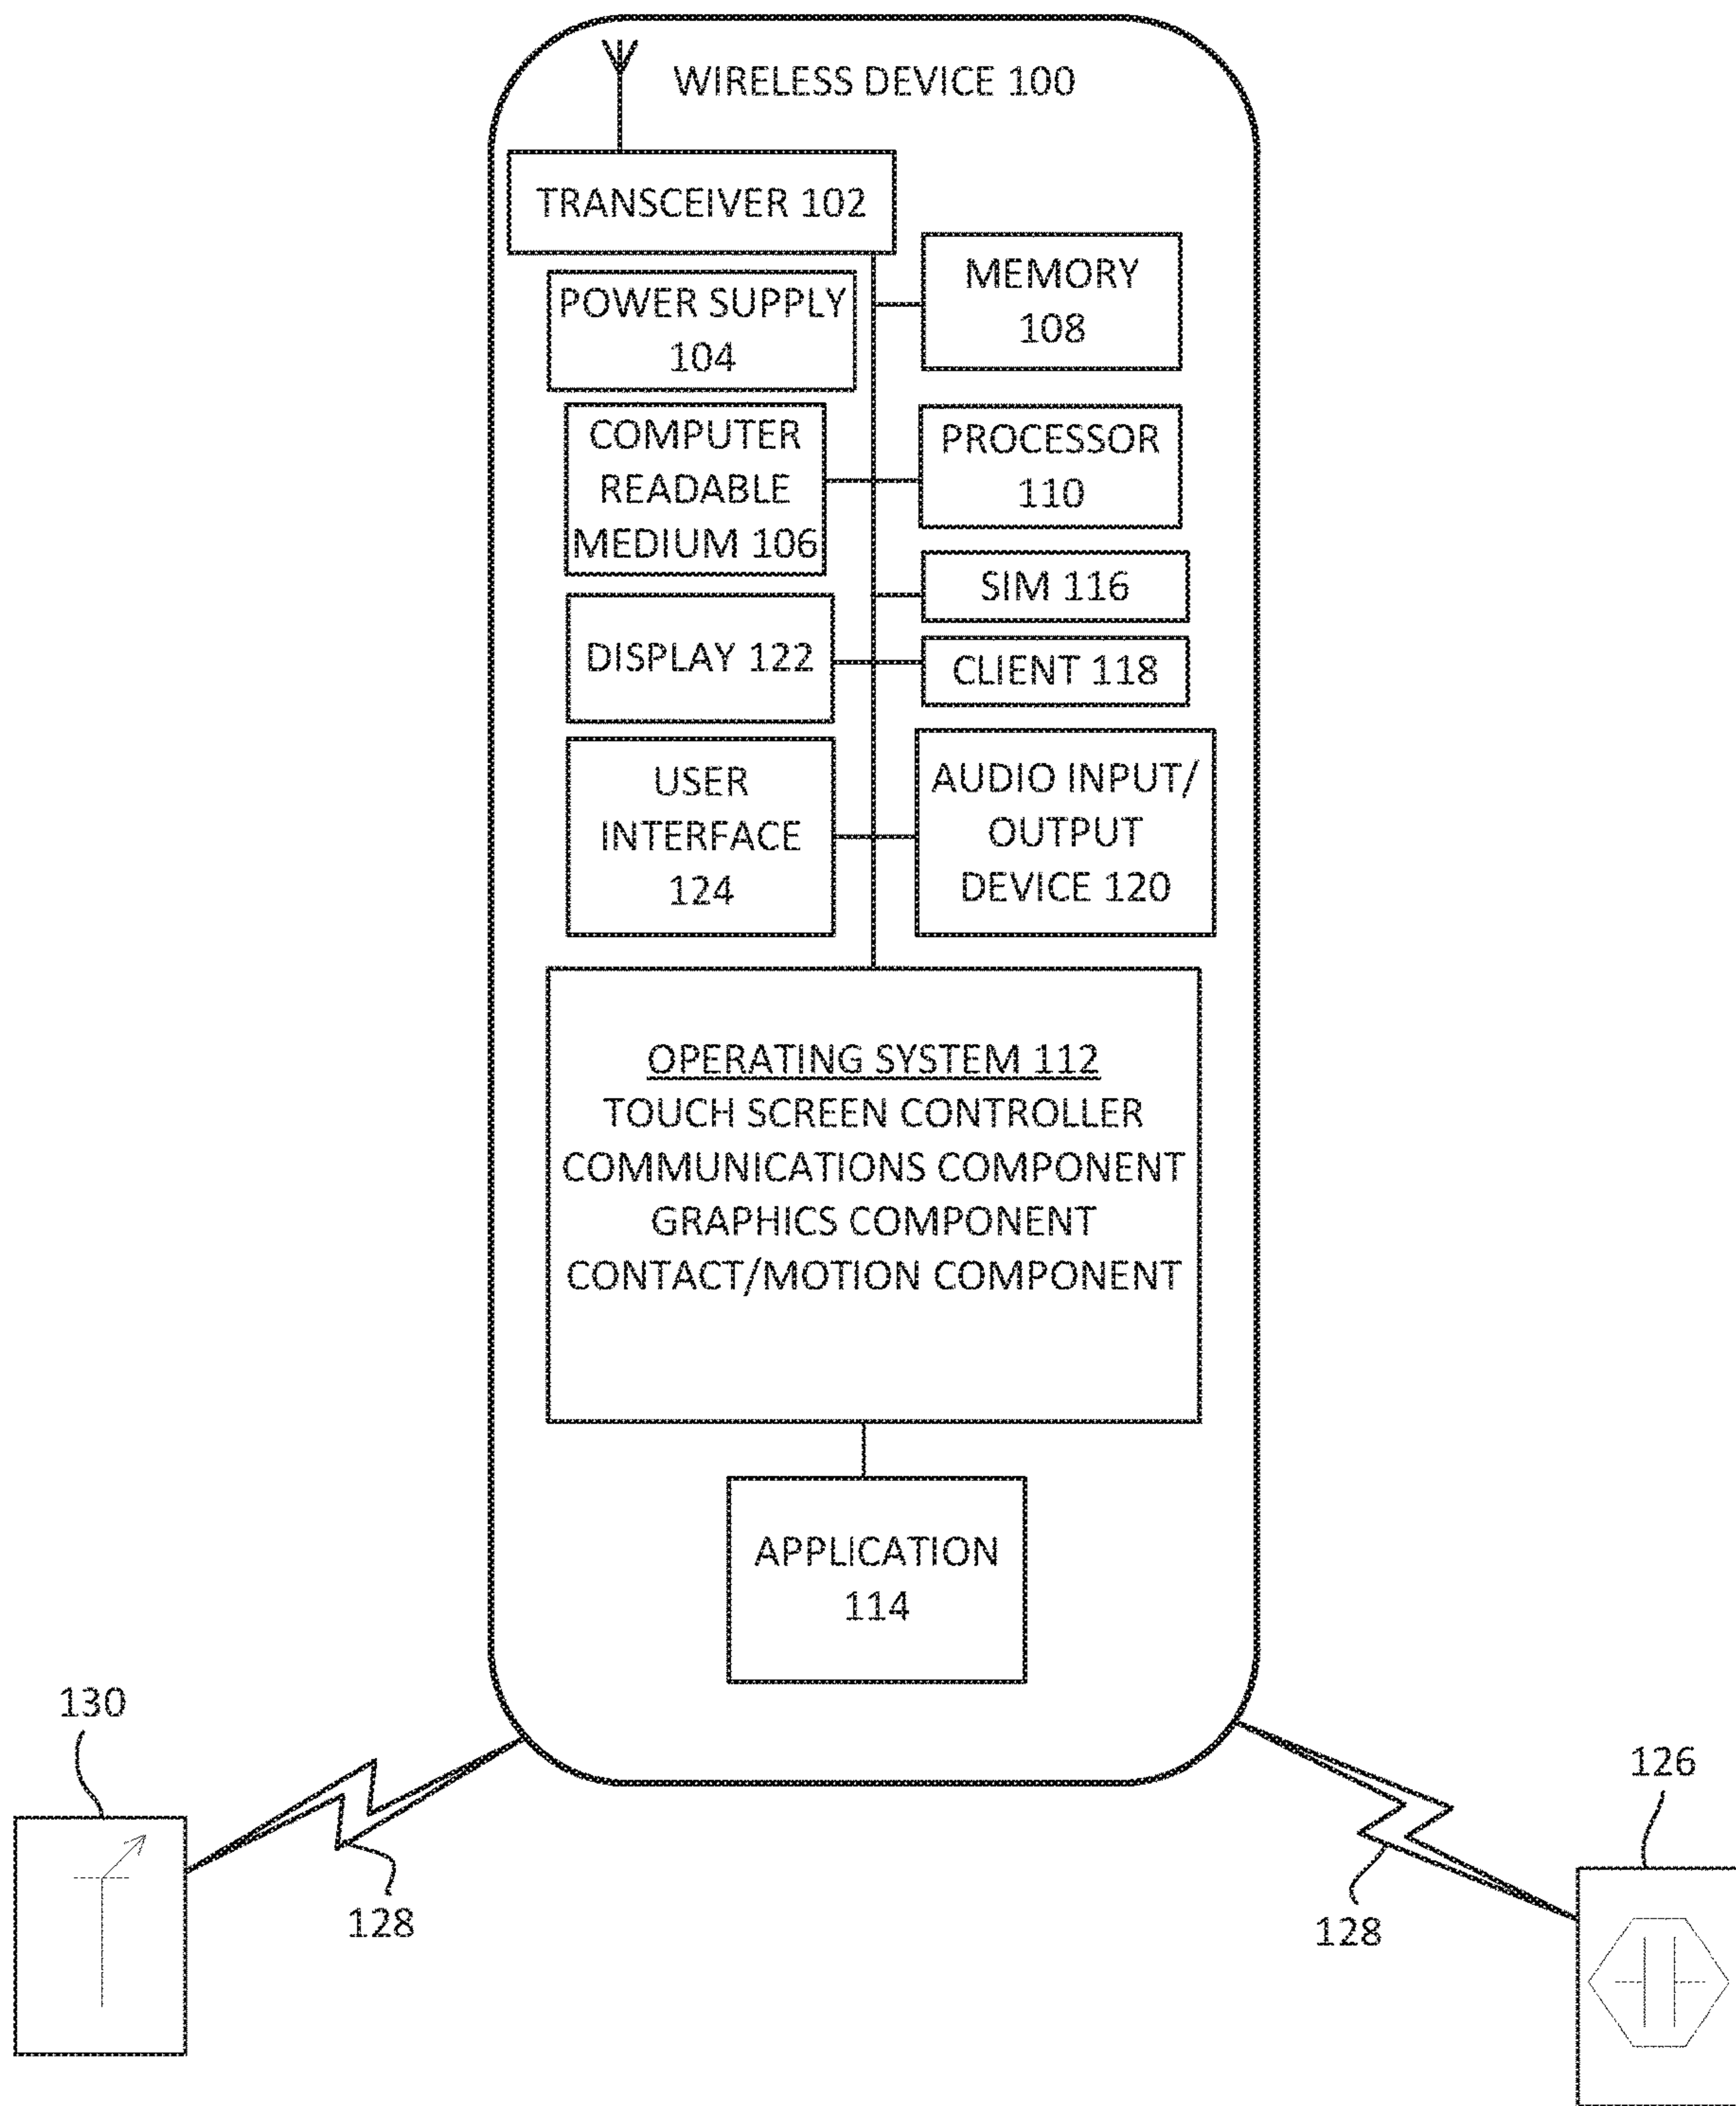 WIRELESS DEVICE 100
TRANSCEIVER 102
POWER SUPPLY
104
MEMORY
108
COMPUTER
READABLE
MEDIUM 106
PROCESSOR
110
SIM 116
DISPLAY 122
CLIENT 118
USER
INTERFACE
124
AUDIO INPUT/
OUTPUT
DEVICE 120
OPERATING SYSTEM 112
TOUCH SCREEN CONTROLLER
COMMUNICATIONS COMPONENT
GRAPHICS COMPONENT
CONTACT/MOTION COMPONENT
APPLICATION
114
130
128
126
128